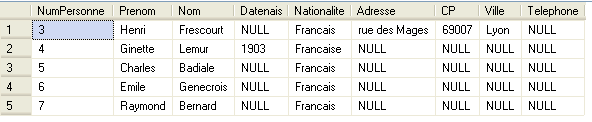 NumPersonne Prenom Nom Datenais Nationalite Adresse CP Ville Telephone
1 3 Henri Frescourt NULL Francais rue des Mages 69007 Lyon NULL
2 4 Ginette Lemur 1903 Francaise NULL NULL NULL NULL
3 5 Charles Badiale NULL Francais NULL NULL NULL NULL
4 6 Emile Genecrois NULL Francais NULL NULL NULL NULL
5 7 Raymond Bernard NULL Francais NULL NULL NULL NULL